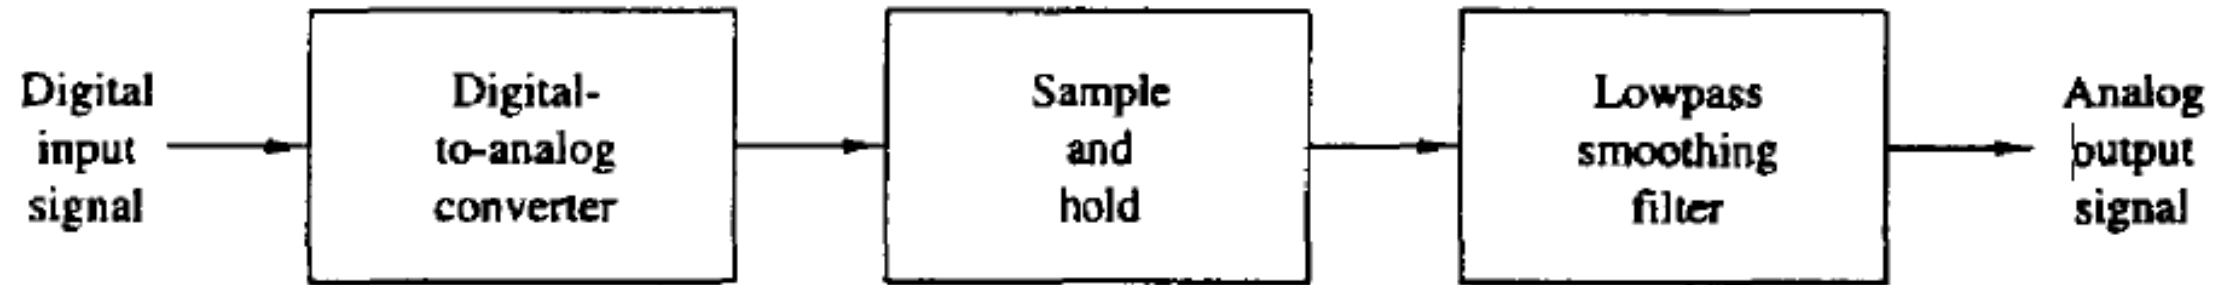 Digital
input
signal
Digital-
to-analog
converter
Sample
and
hold
Lowpass
smoothing
filter
Analog
output
signal